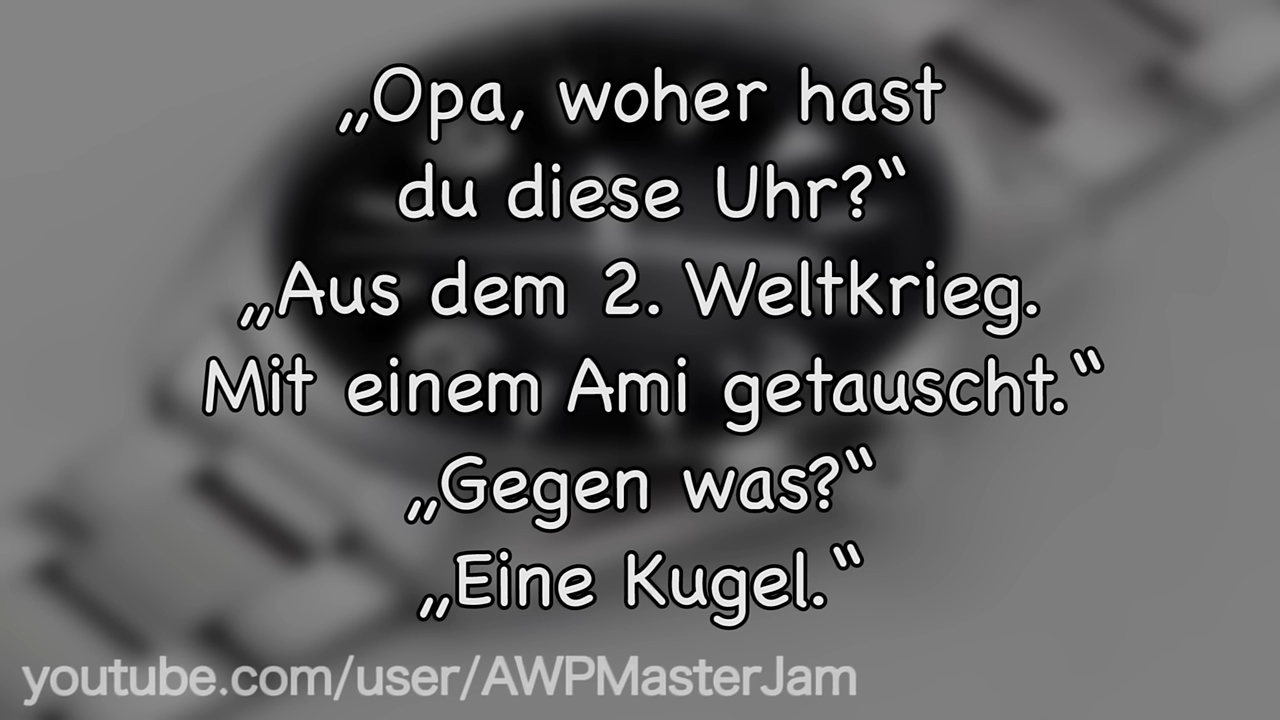 „Opa, woher hast
du diese Uhr?“
„Aus dem 2. Weltkrieg.
Mit einem Ami getauscht.“
„Gegen was?“
„Eine Kugel.“
youtube.com/user/AWPMasterJam